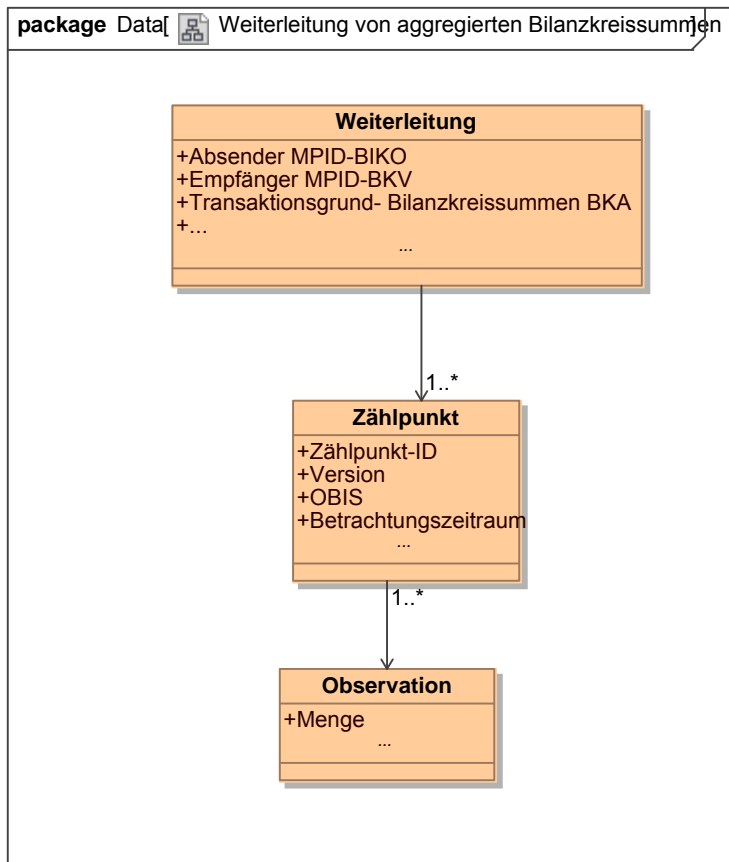 package Data[ Weiterleitung von aggregierten Bilanzkreissummen]
Weiterleitung
+Absender MPID-BIKO
+Empfänger MPID-BKV
+Transaktionsgrund- Bilanzkreissummen BKA
+...
...
1..*
Zählpunkt
+Zählpunkt-ID
+Version
+OBIS
+Betrachtungszeitraum
...
1..*
Observation
+Menge
...